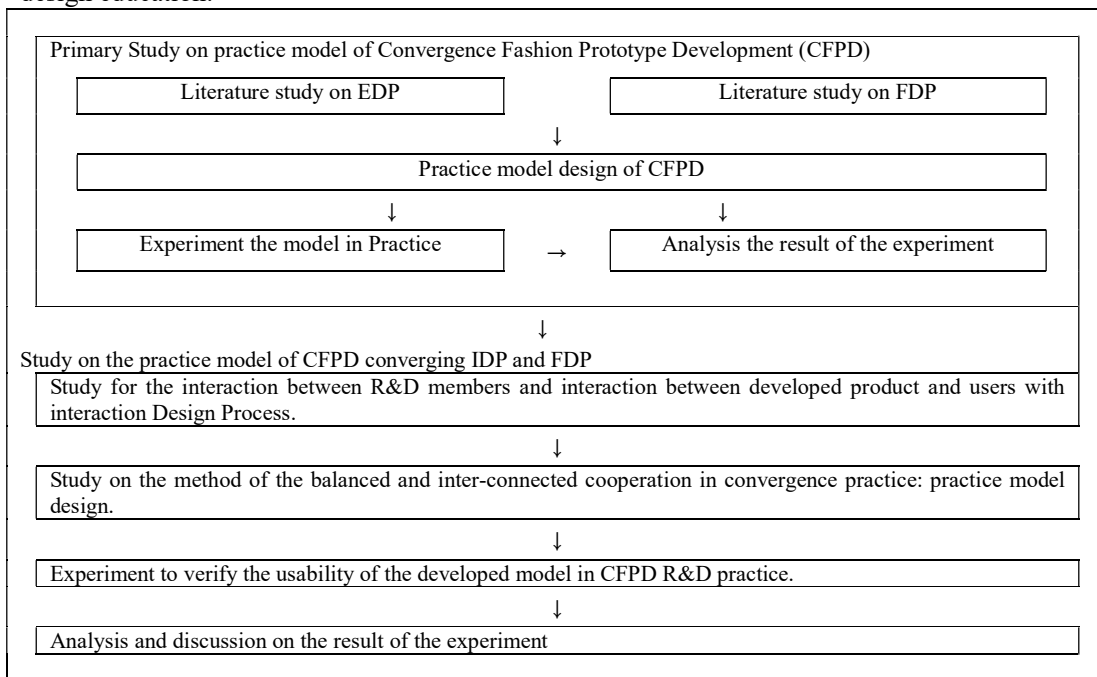 design education.
Primary Study on practice model of Convergence Fashion Prototype Development (CFPD)
Literature study on EDP
Literature study on FDP
↓
Practice model design of CFPD
↓ ↓
Experiment the model in Practice
→
Analysis the result of the experiment
↓
Study on the practice model of CFPD converging IDP and FDP
Study for the interaction between R&D members and interaction between developed product and users with
interaction Design Process.
↓
Study on the method of the balanced and inter-connected cooperation in convergence practice: practice model
design.
↓
Experiment to verify the usability of the developed model in CFPD R&D practice.
↓
Analysis and discussion on the result of the experiment